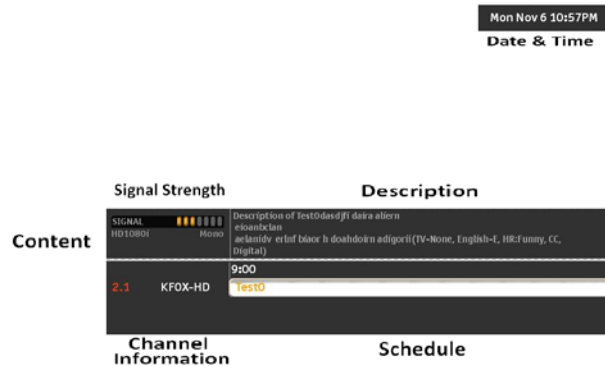 Mon Nov 6 10:57PM
Date & Time
Signal Strength
Description
SIGNAL
HD1080i Mono
Description of Test0dasdjfi daira aliern
eioanbclan
aelanidv erlnf biaor h doahdoirn adigorii(TV-None, English-E, HR:Funny, CC,
Digital)
Content
9:00
2.1 KFOX-HD Test0
Channel
Information
Schedule